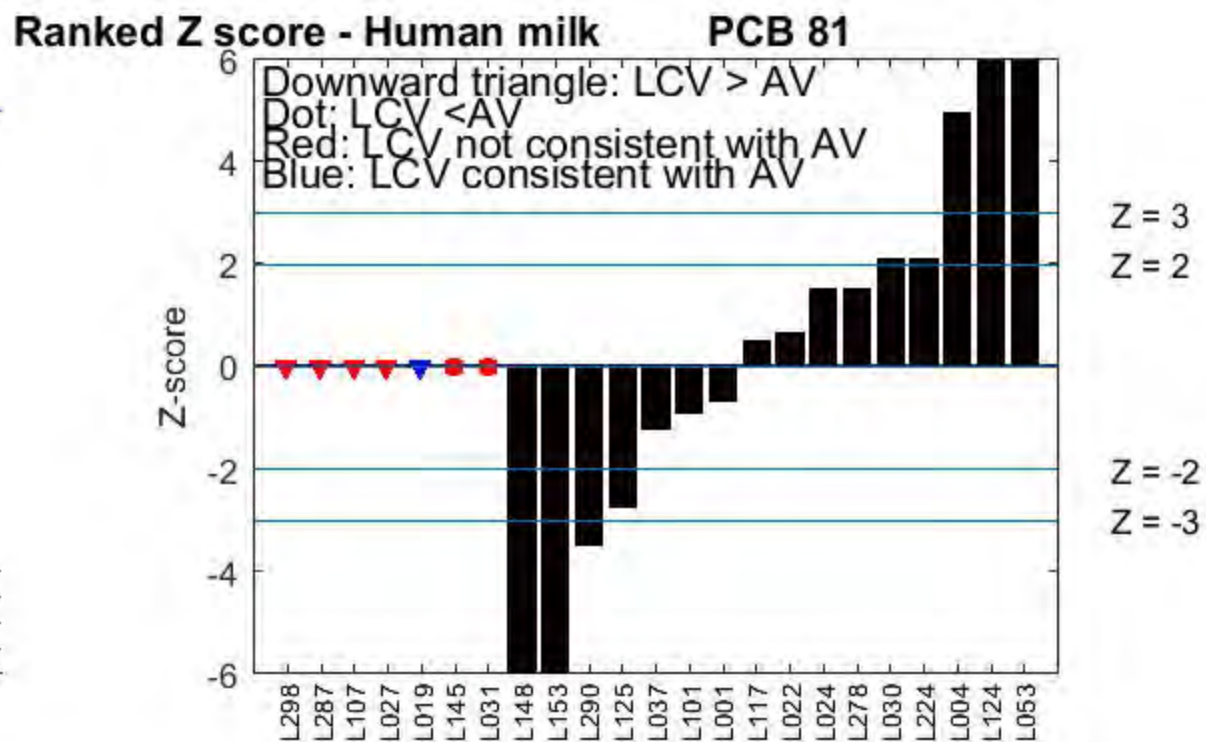 Ranked Z score - Human milk PCB 81
6
Downward triangle: LCV > AV
Dot: LCV <AV
Red: LCV not consistent with AV
Blue: LCV consistent with AV
4
Z = 3
2
Z = 2
Z-score
0
-2
Z = -2
Z = -3
-4
-6
L298
L287
L107
L027
L019
L145
L031
L148
L153
L290
L125
L037
L101
L001
L117
L022
L024
L278
L030
L224
L004
L124
L053